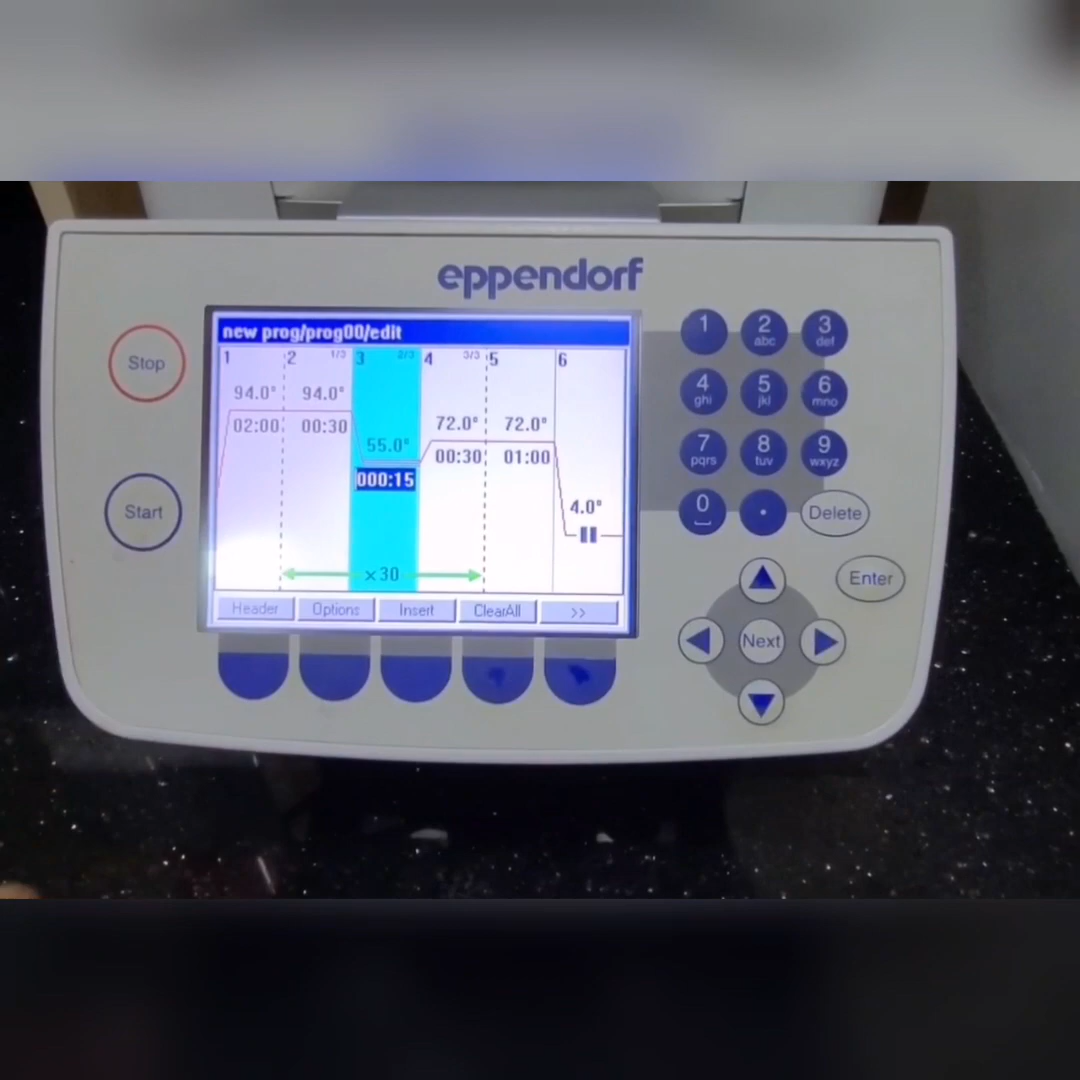 eppendorf
new prog/prog00/edit
1 2 1/3 3 2/3 4 3/3 5 6
94.0° 94.0° 55.0° 72.0° 72.0° 4.0°
02:00 00:30 000:15 00:30 01:00
x30
Header Options Insert ClearAll >>
Stop
Start
1 2 abc 3 def
4 ghi 5 jkl 6 mno
7 pqrs 8 tuv 9 wxyz
0 . Delete
Enter
Next